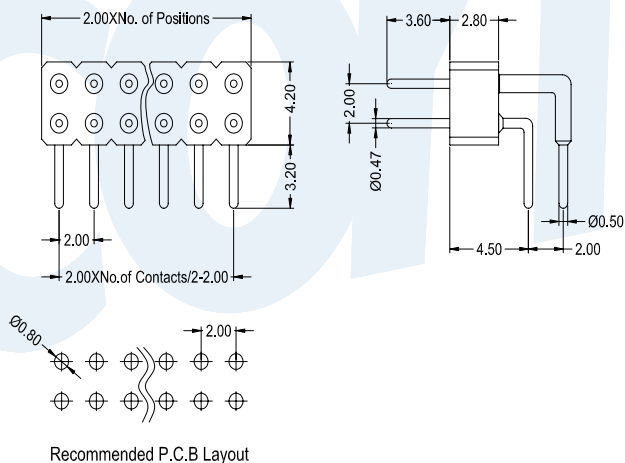 2.00XNo. of Positions
3.60
2.80
4.20
2.00
Ø0.47
3.20
Ø0.50
2.00
4.50
2.00
2.00XNo.of Contacts/2-2.00
Ø0.80
2.00
Recommended P.C.B Layout